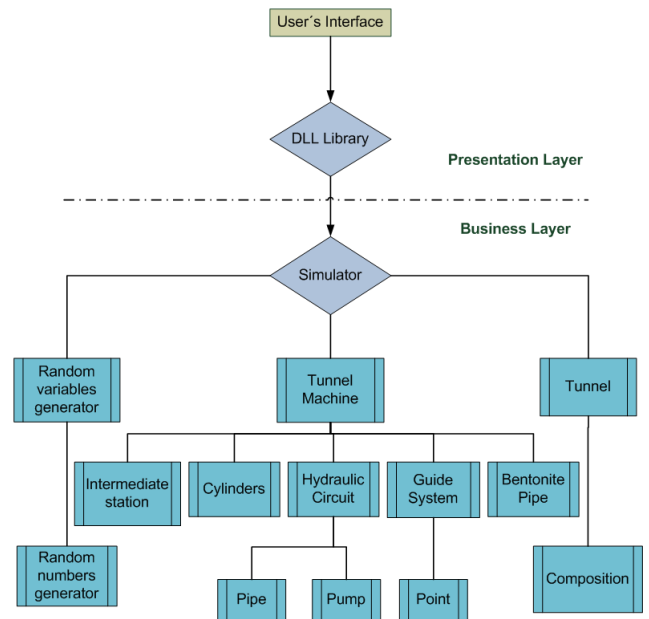 User´s Interface
DLL Library
Presentation Layer
Business Layer
Simulator
Random
variables
generator
Tunnel
Machine
Tunnel
Intermediate
station
Cylinders
Hydraulic
Circuit
Guide
System
Bentonite
Pipe
Random
numbers
generator
Pipe
Pump
Point
Composition